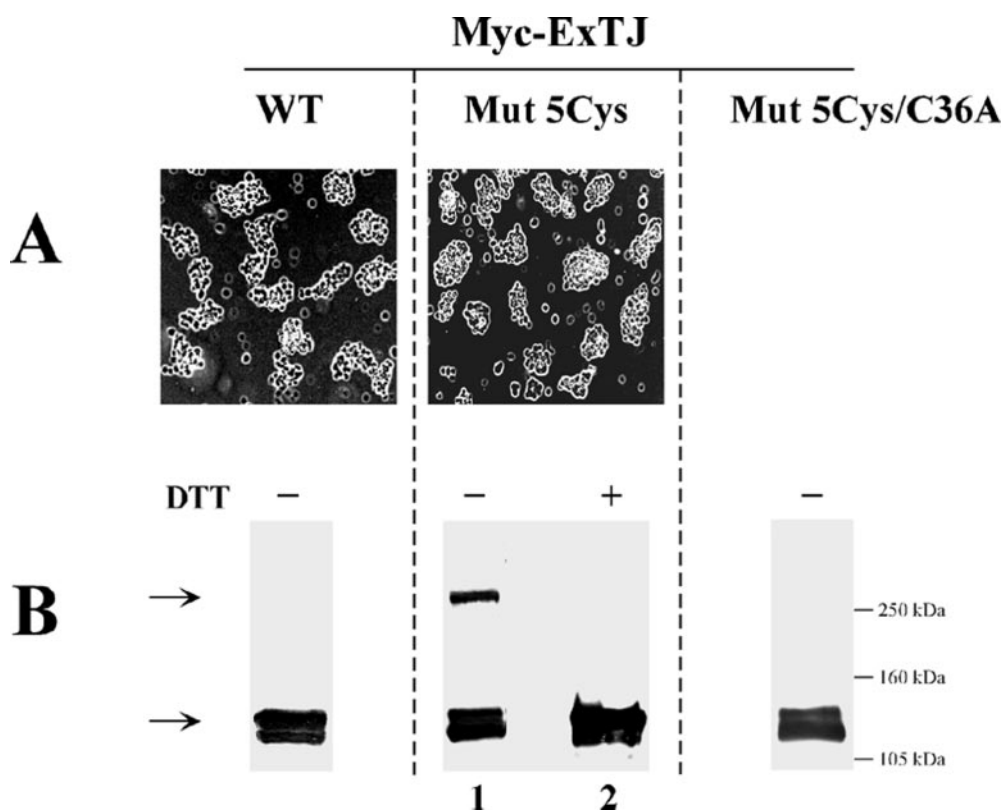 Myc-ExTJ
WT Mut 5Cys Mut 5Cys/C36A
A
DTT – – + –
B
250 kDa
160 kDa
105 kDa
1 2